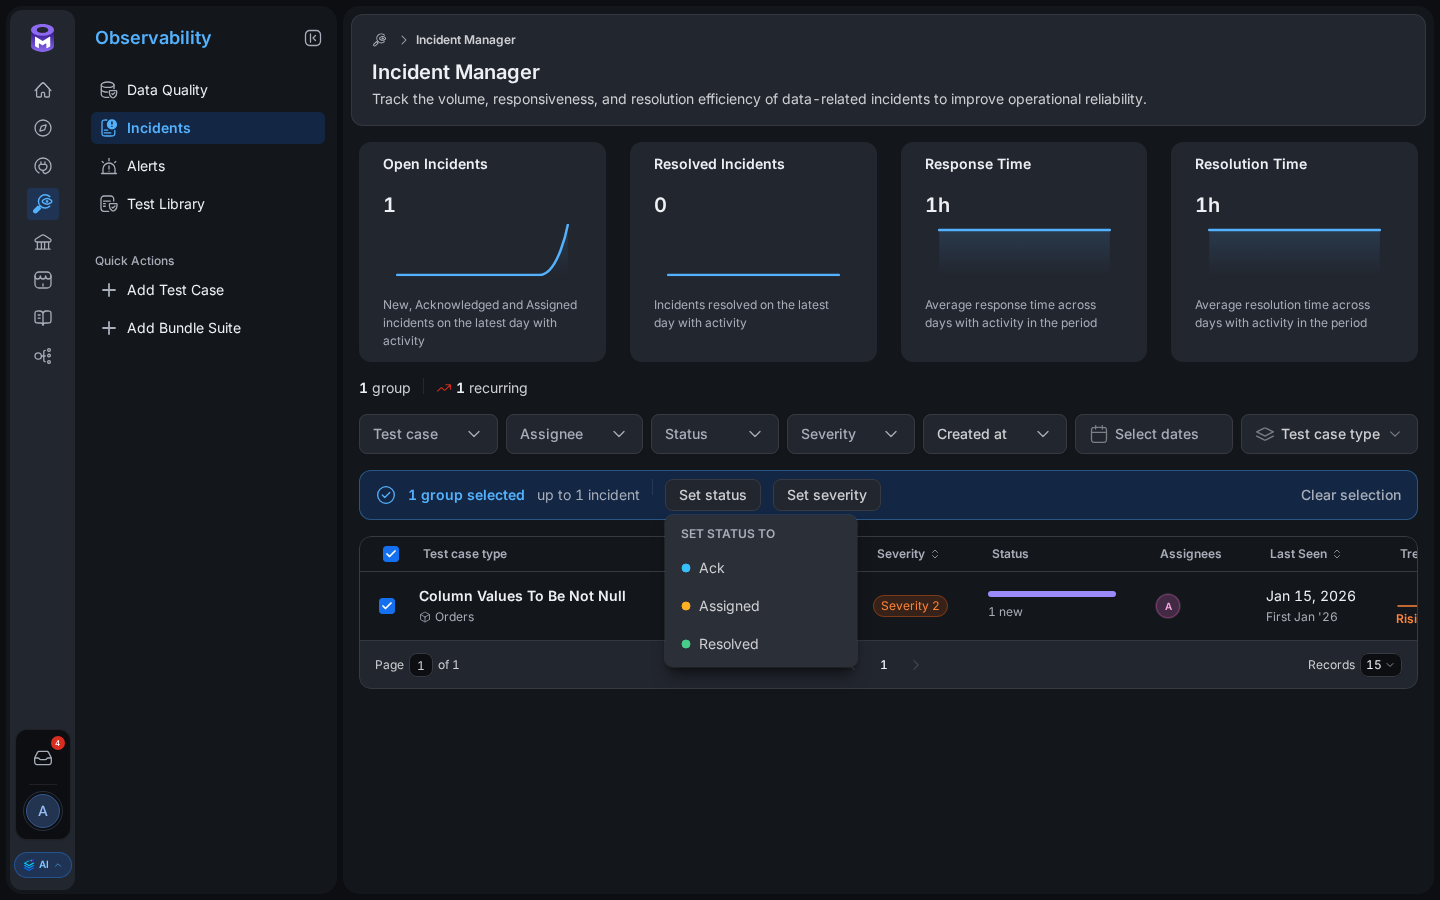 Observability
Data Quality
Incidents
Alerts
Test Library
Quick Actions
Add Test Case
Add Bundle Suite
4
A
AI
Incident Manager
Incident Manager
Track the volume, responsiveness, and resolution efficiency of data-related incidents to improve operational reliability.
Open Incidents
1
New, Acknowledged and Assigned
incidents on the latest day with
activity
Resolved Incidents
0
Incidents resolved on the latest
day with activity
Response Time
1h
Average response time across
days with activity in the period
Resolution Time
1h
Average resolution time across
days with activity in the period
1 group 1 recurring
Test case Assignee Status Severity Created at Select dates Test case type
1 group selected up to 1 incident Set status Set severity Clear selection
SET STATUS TO
Ack
Assigned
Resolved
Test case type Severity Status Assignees Last Seen Tre
Column Values To Be Not Null
Orders
Severity 2
1 new
A
Jan 15, 2026
First Jan '26
Risi
Page 1 of 1 1 Records 15